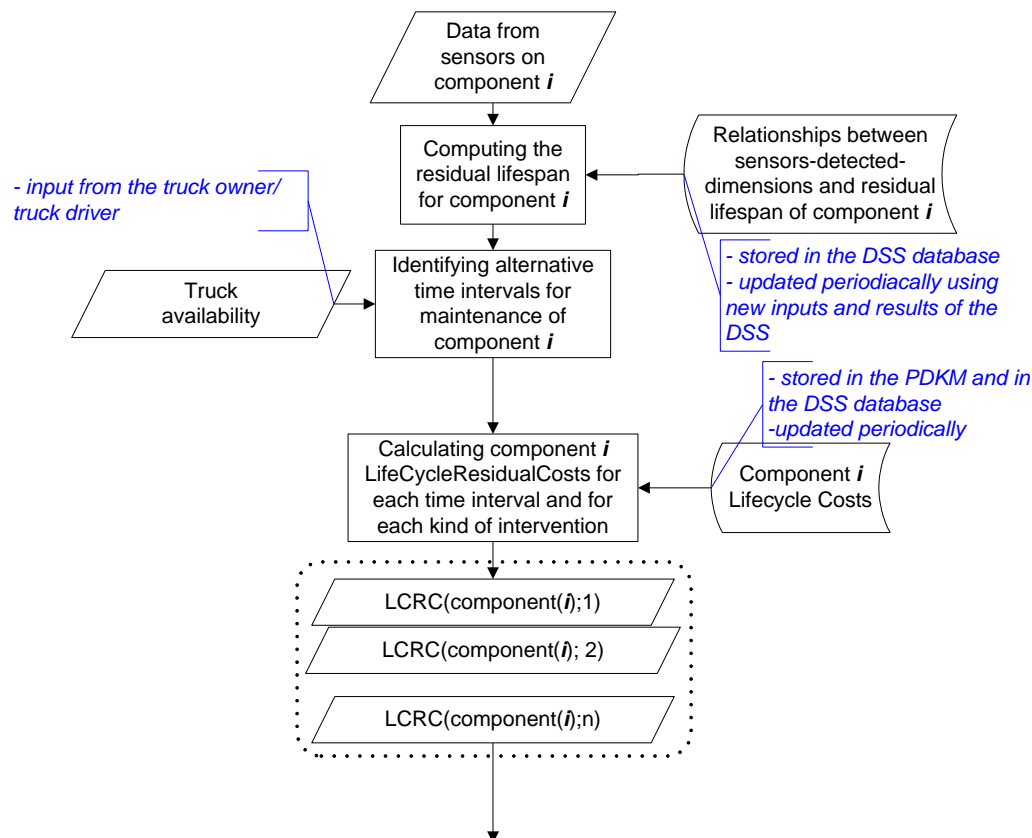 Data from
sensors on
component i
Computing the
residual lifespan
for component i
Relationships between
sensors-detected-
dimensions and residual
lifespan of component i
- input from the truck owner/
truck driver
- stored in the DSS database
- updated periodiacally using
new inputs and results of the
DSS
Truck
availability
Identifying alternative
time intervals for
maintenance of
component i
- stored in the PDKM and in
the DSS database
-updated periodically
Calculating component i
LifeCycleResidualCosts for
each time interval and for
each kind of intervention
Component i
Lifecycle Costs
LCRC(component(i);1)
LCRC(component(i); 2)
LCRC(component(i);n)